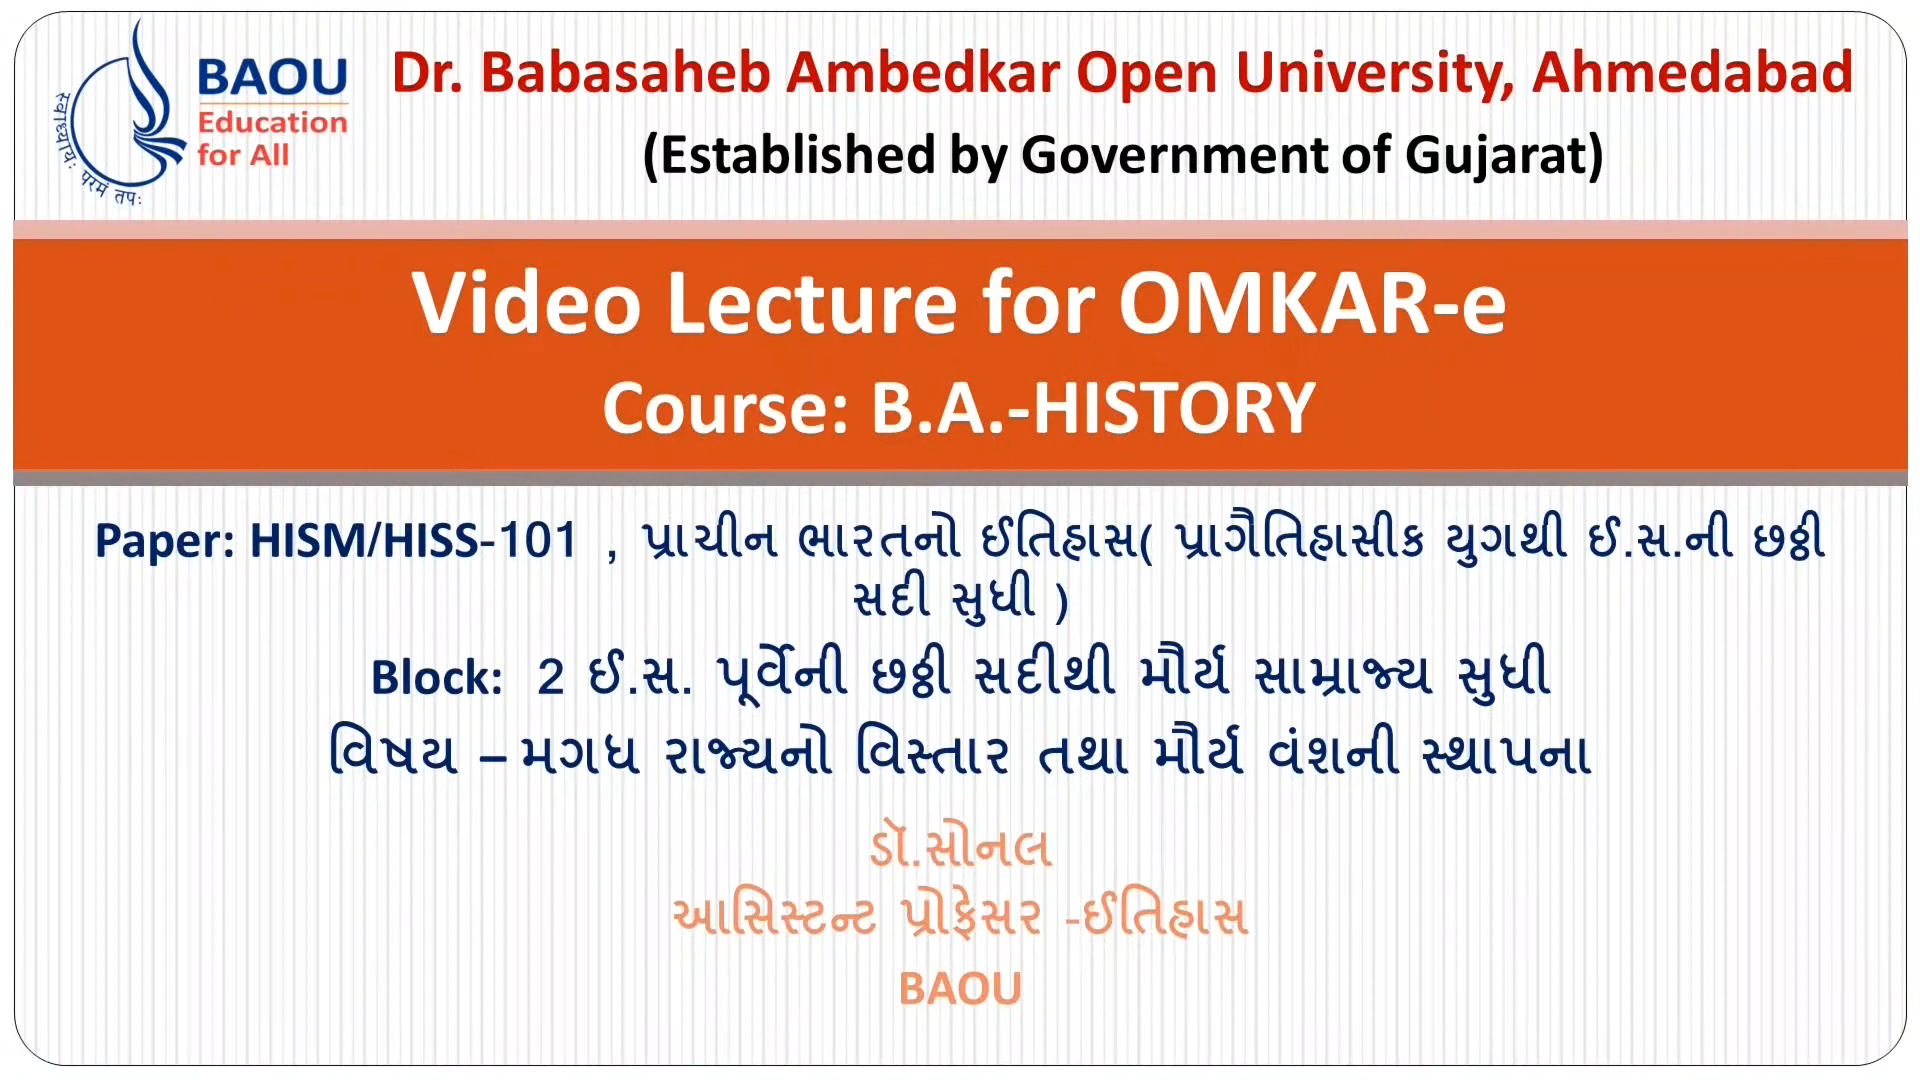 स्वाध्यायः परमं तपः
BAOU
Education
for All
Dr. Babasaheb Ambedkar Open University, Ahmedabad
(Established by Government of Gujarat)
Video Lecture for OMKAR-e
Course: B.A.-HISTORY
Paper: HISM/HISS-101 , પ્રાચીન ભારતનો ઈતિહાસ( પ્રાગૈતિહાસીક યુગથી ઈ.સ.ની છઠ્ઠી
સદી સુધી )
Block: 2 ઈ.સ. પૂર્વેની છઠ્ઠી સદીથી મૌર્ય સામ્રાજ્ય સુધી
વિષય – મગધ રાજ્યનો વિસ્તાર તથા મૌર્ય વંશની સ્થાપના
ડૉ.સોનલ
આસિસ્ટન્ટ પ્રોફેસર -ઈતિહાસ
BAOU